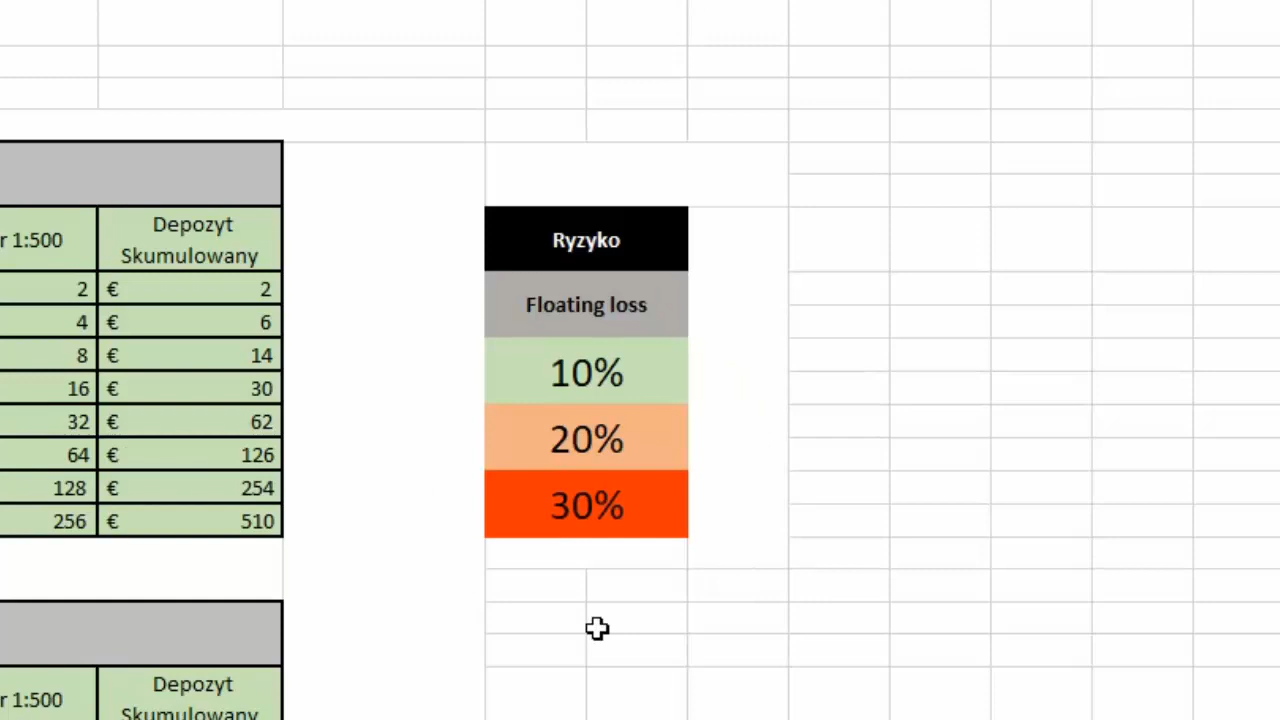 r 1:500 Depozyt
Skumulowany
2 € 2
4 € 6
8 € 14
16 € 30
32 € 62
64 € 126
128 € 254
256 € 510
Ryzyko
Floating loss
10%
20%
30%
r 1:500 Depozyt
Skumulowany